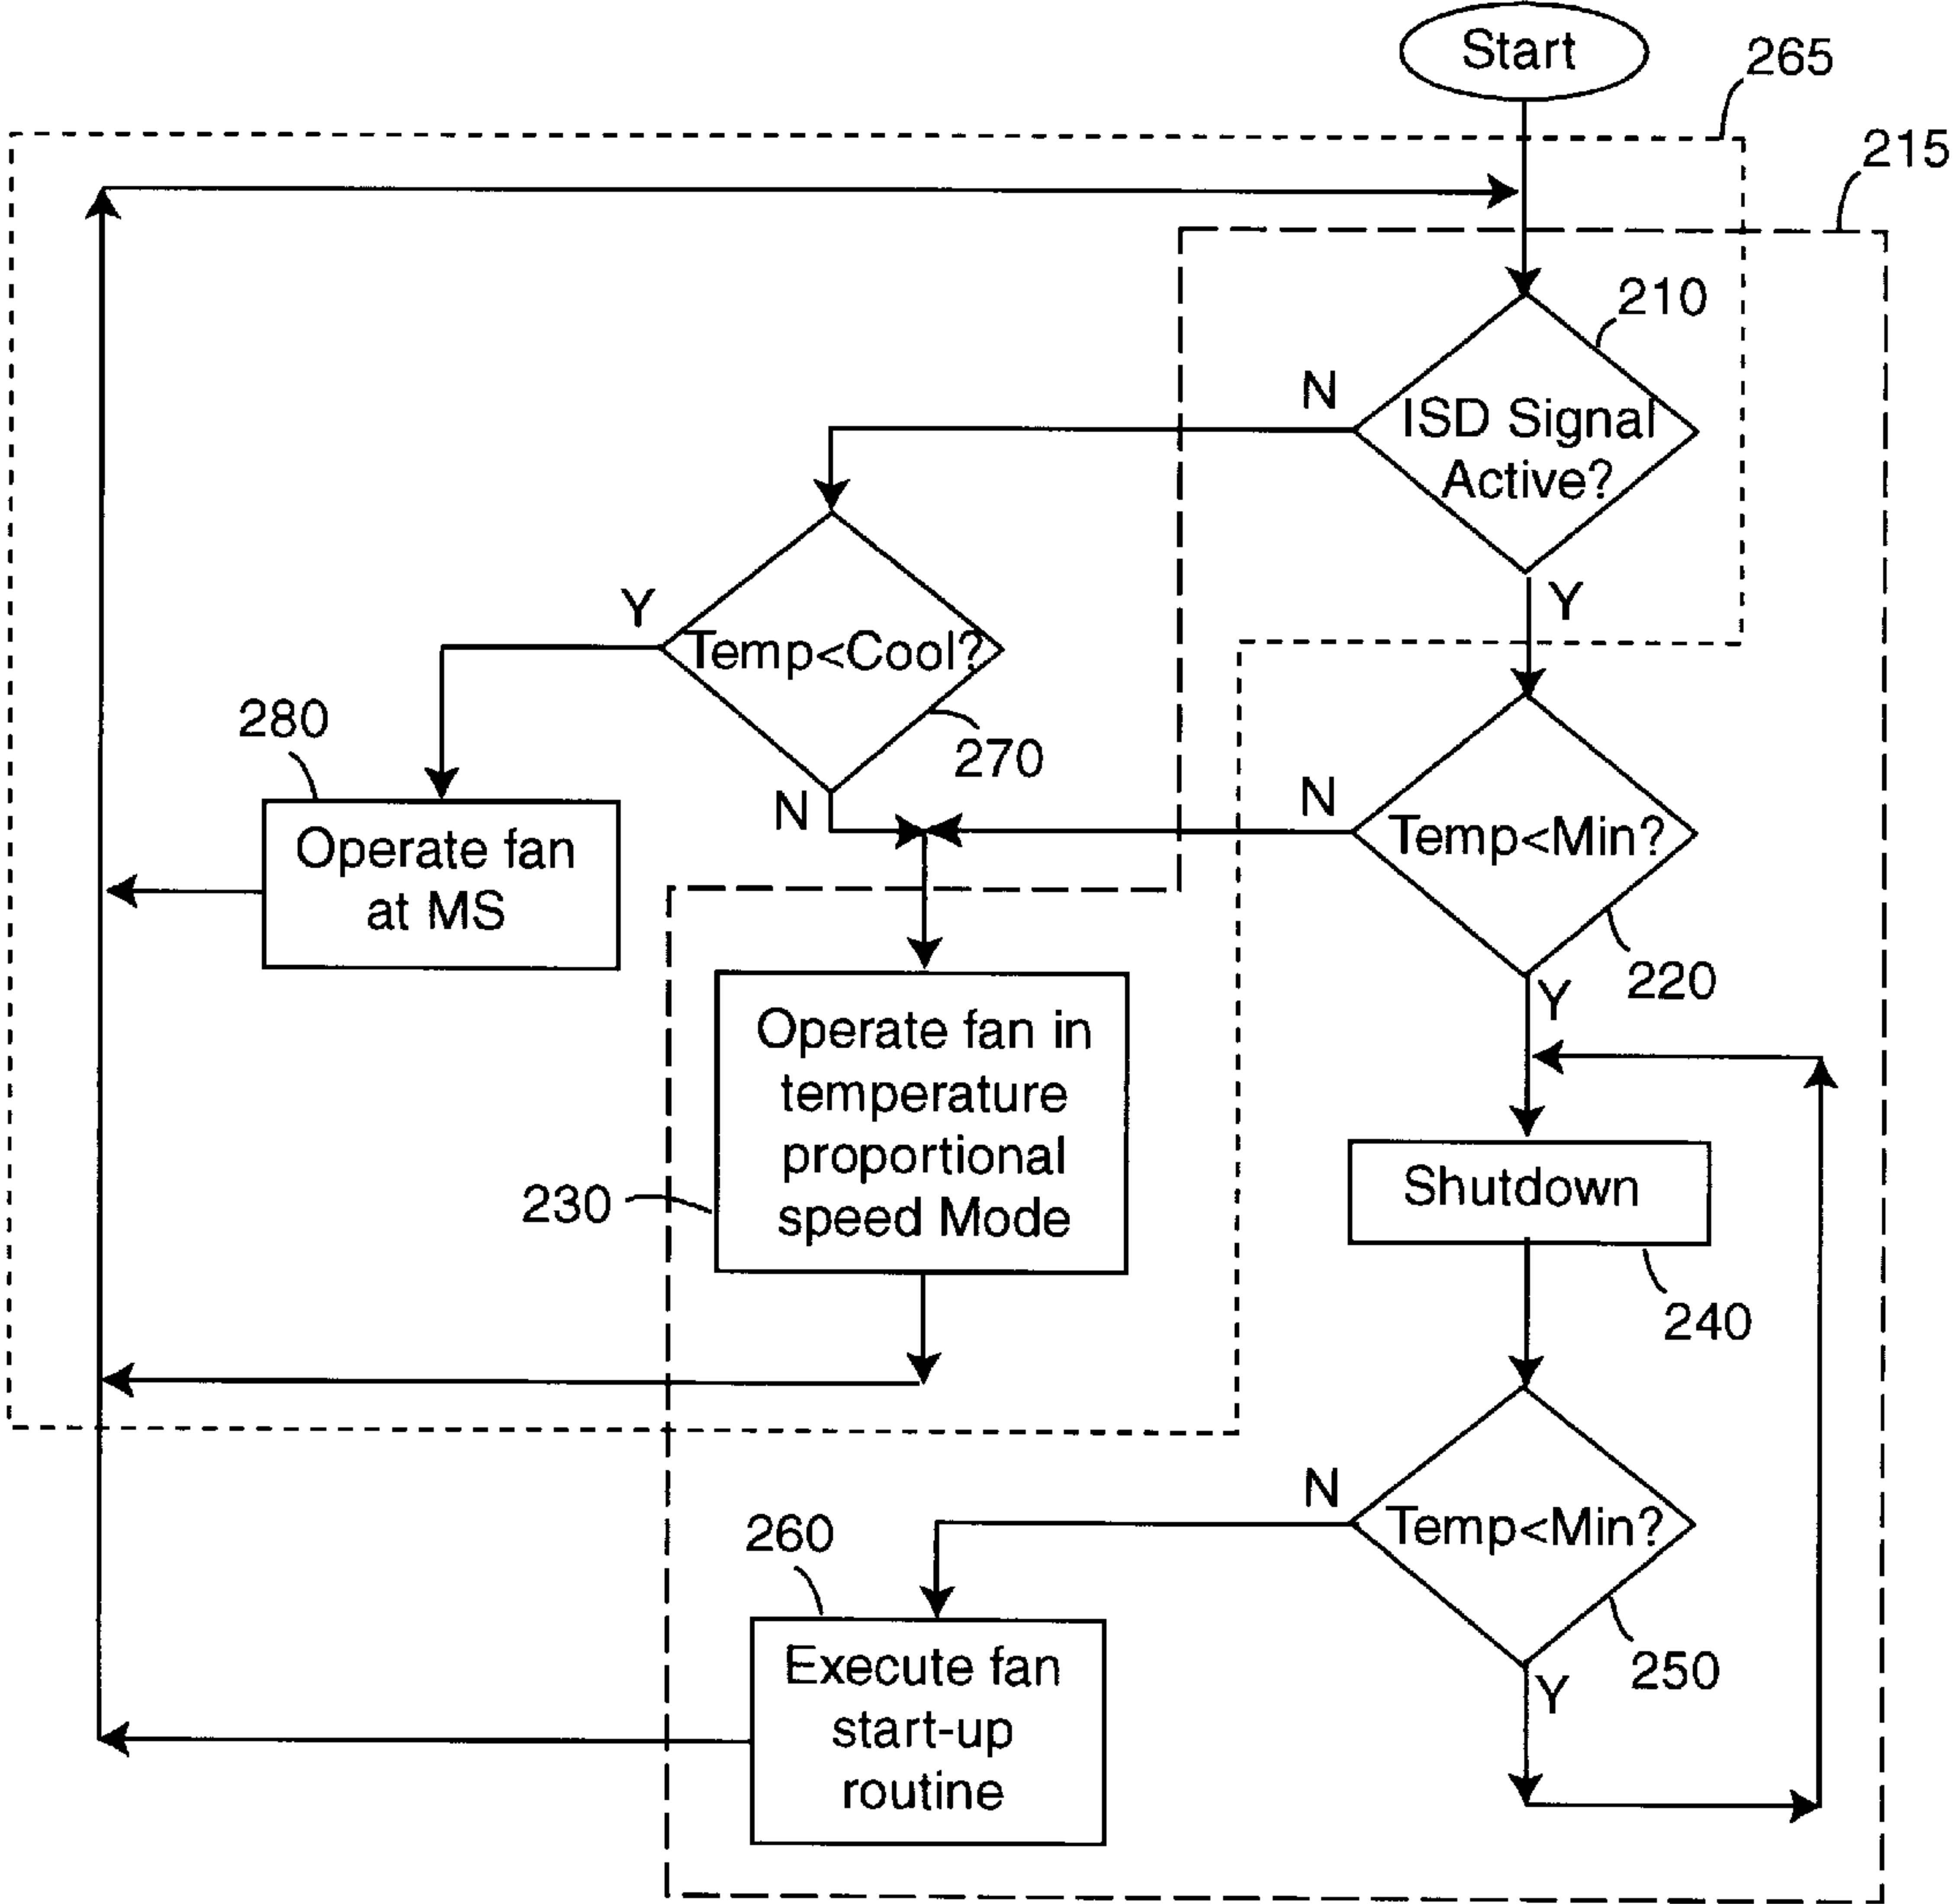 Start
265
215
210
N
ISD Signal
Active?
Y
Y
Temp<Cool?
280
270
N
N
Temp<Min?
Operate fan
at MS
220
Y
Operate fan in
temperature
proportional
speed Mode
230
Shutdown
240
N
Temp<Min?
260
250
Y
Execute fan
start-up
routine